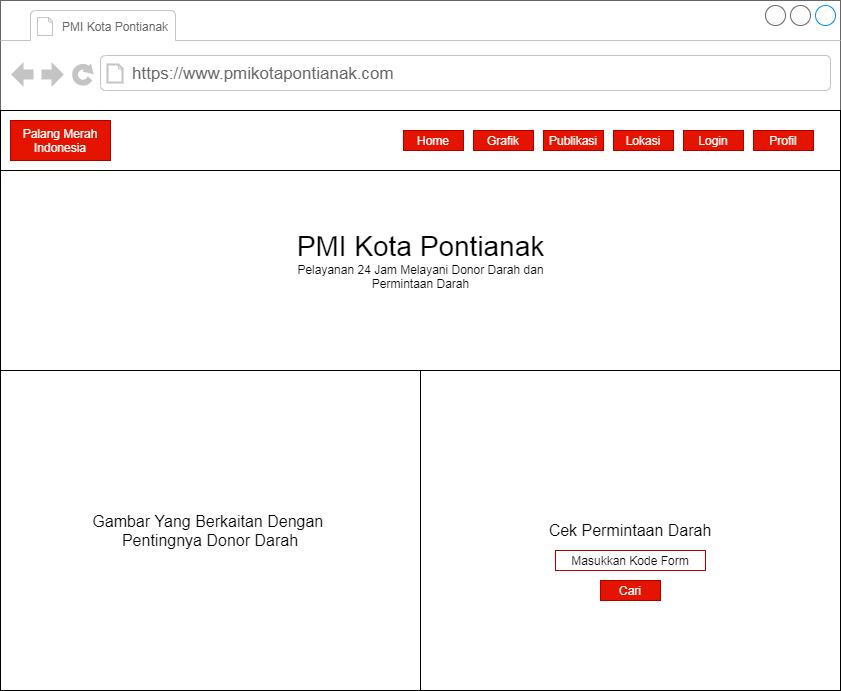 PMI Kota Pontianak
https://www.pmikotapontianak.com
Palang Merah
Indonesia
Home
Grafik
Publikasi
Lokasi
Login
Profil
PMI Kota Pontianak
Pelayanan 24 Jam Melayani Donor Darah dan
Permintaan Darah
Gambar Yang Berkaitan Dengan
Pentingnya Donor Darah
Cek Permintaan Darah
Masukkan Kode Form
Cari